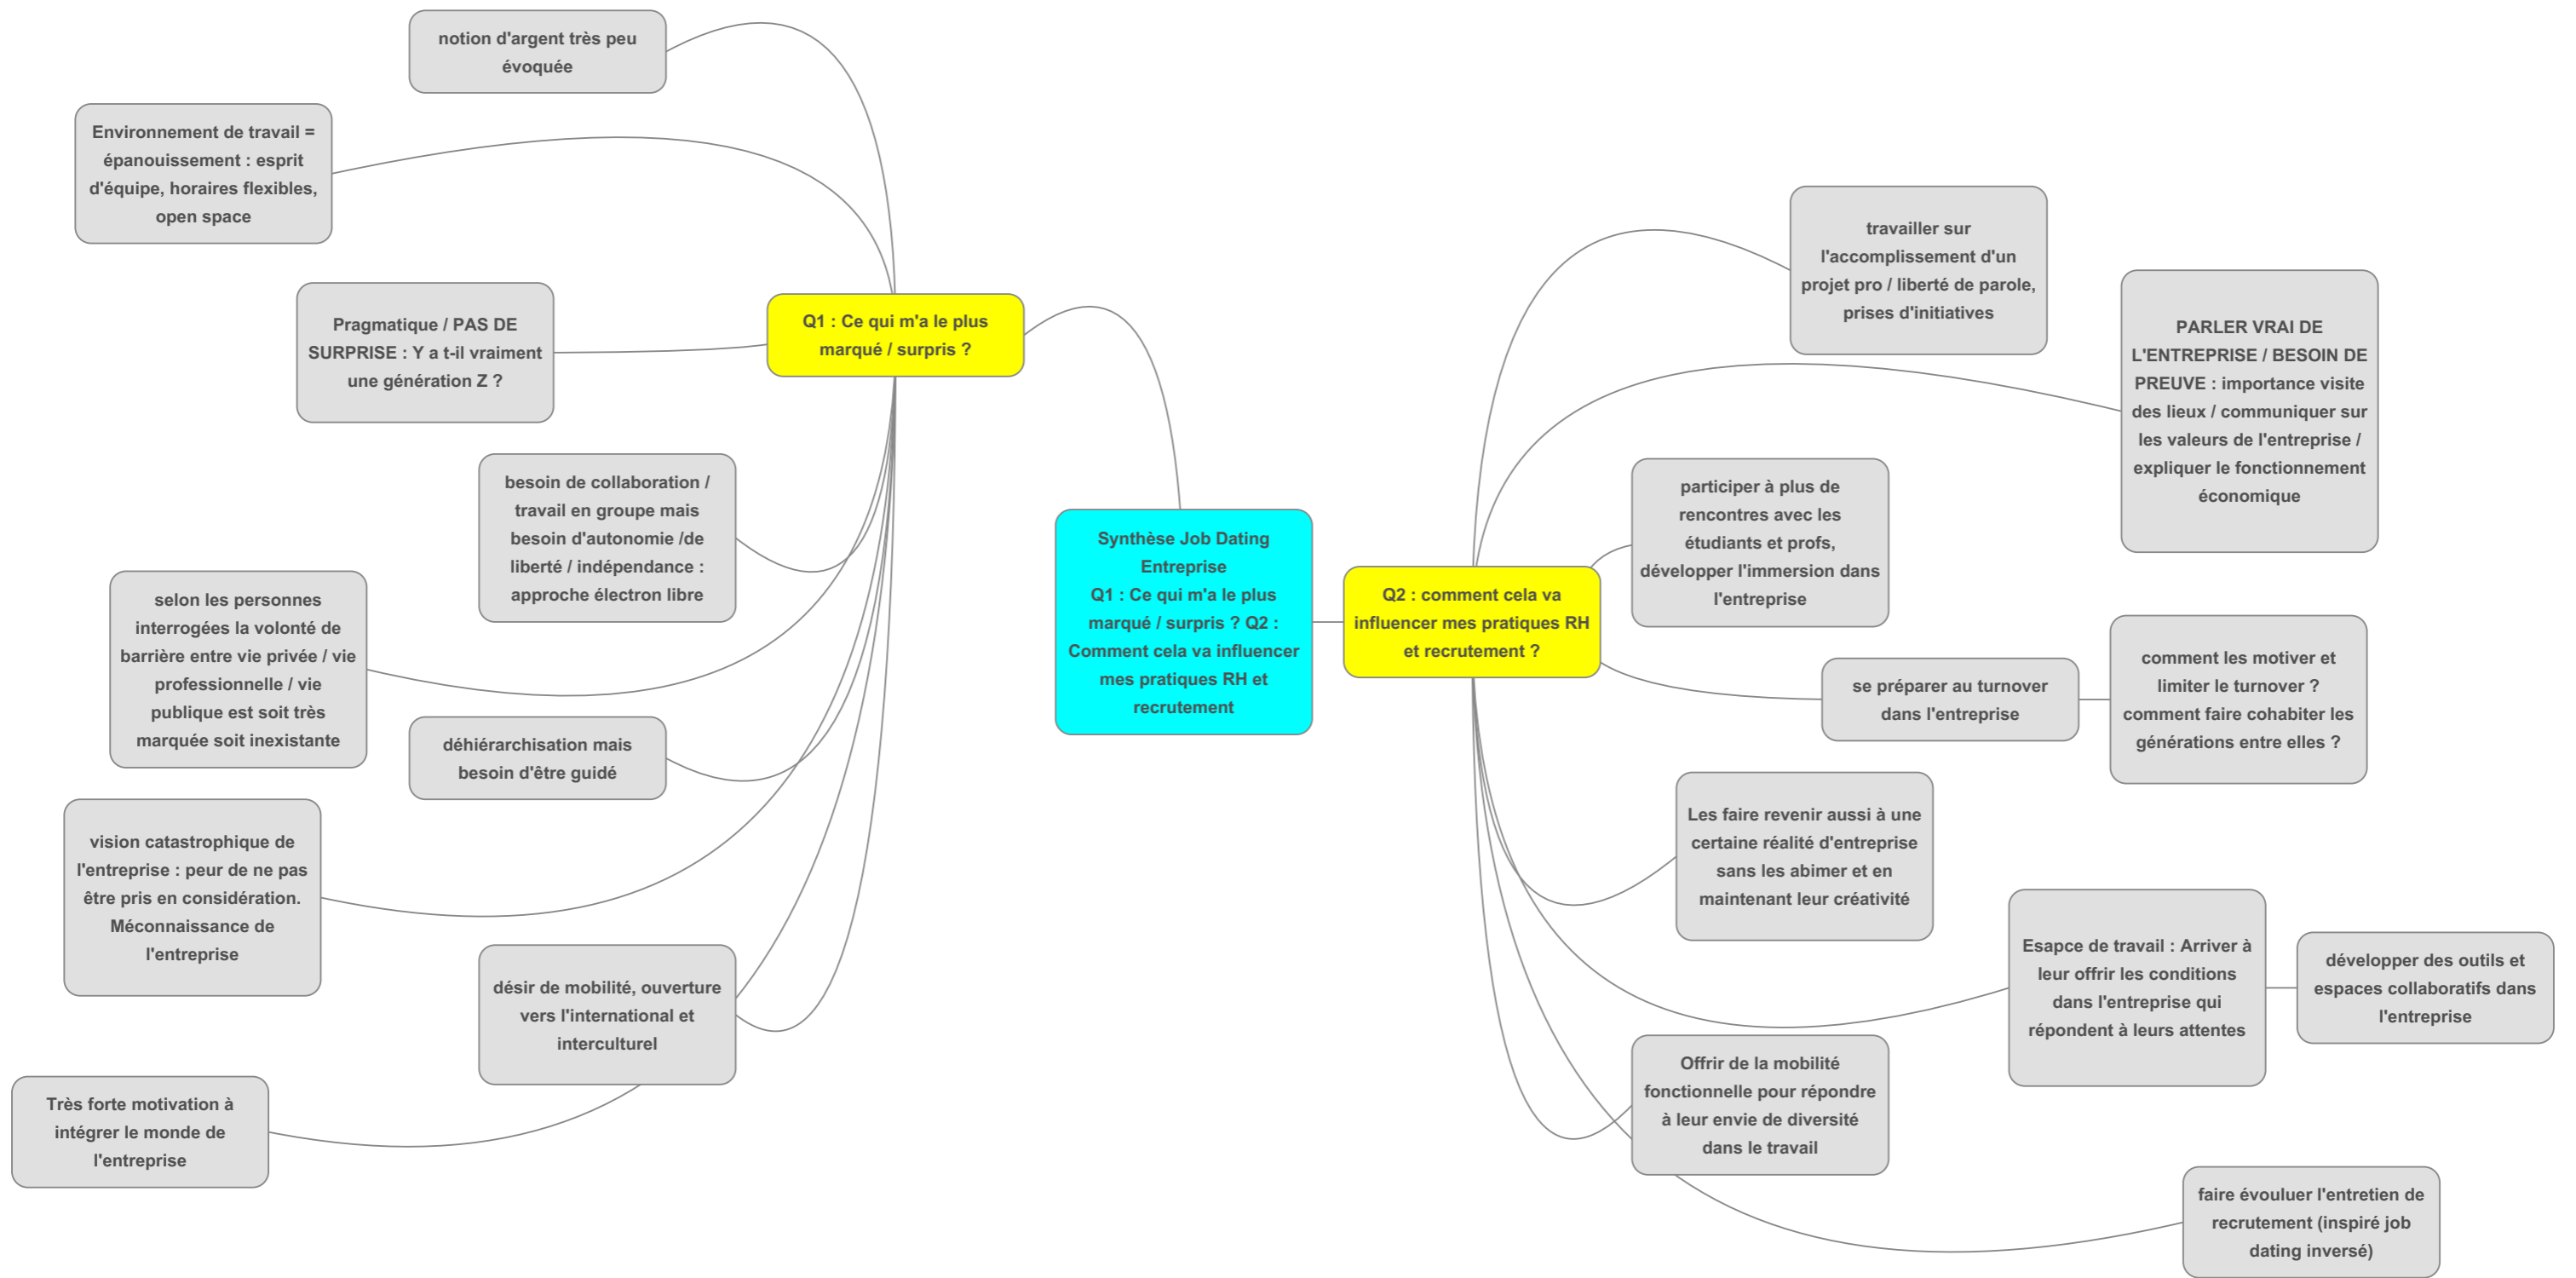 notion d'argent très peu
évoquée
Environnement de travail =
épanouissement : esprit
d'équipe, horaires flexibles,
open space
Pragmatique / PAS DE
SURPRISE : Y a t-il vraiment
une génération Z ?
Q1 : Ce qui m'a le plus
marqué / surpris ?
besoin de collaboration /
travail en groupe mais
besoin d'autonomie /de
liberté / indépendance :
approche électron libre
selon les personnes
interrogées la volonté de
barrière entre vie privée / vie
professionnelle / vie
publique est soit très
marquée soit inexistante
déhiérarchisation mais
besoin d'être guidé
vision catastrophique de
l'entreprise : peur de ne pas
être pris en considération.
Méconnaissance de
l'entreprise
désir de mobilité, ouverture
vers l'international et
interculturel
Très forte motivation à
intégrer le monde de
l'entreprise
Synthèse Job Dating
Entreprise
Q1 : Ce qui m'a le plus
marqué / surpris ? Q2 :
Comment cela va influencer
mes pratiques RH et
recrutement
Q2 : comment cela va
influencer mes pratiques RH
et recrutement ?
travailler sur
l'accomplissement d'un
projet pro / liberté de parole,
prises d'initiatives
PARLER VRAI DE
L'ENTREPRISE / BESOIN DE
PREUVE : importance visite
des lieux / communiquer sur
les valeurs de l'entreprise /
expliquer le fonctionnement
économique
participer à plus de
rencontres avec les
étudiants et profs,
développer l'immersion dans
l'entreprise
se préparer au turnover
dans l'entreprise
comment les motiver et
limiter le turnover ?
comment faire cohabiter les
générations entre elles ?
Les faire revenir aussi à une
certaine réalité d'entreprise
sans les abimer et en
maintenant leur créativité
Esapce de travail : Arriver à
leur offrir les conditions
dans l'entreprise qui
répondent à leurs attentes
développer des outils et
espaces collaboratifs dans
l'entreprise
Offrir de la mobilité
fonctionnelle pour répondre
à leur envie de diversité
dans le travail
faire évouluer l'entretien de
recrutement (inspiré job
dating inversé)